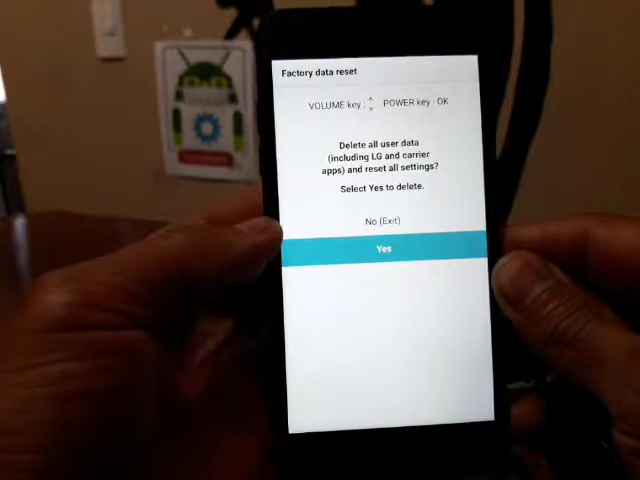 Factory data reset
VOLUME key : ^ v POWER key : OK
Delete all user data
(including LG and carrier
apps) and reset all settings?
Select Yes to delete.
No (Exit)
Yes